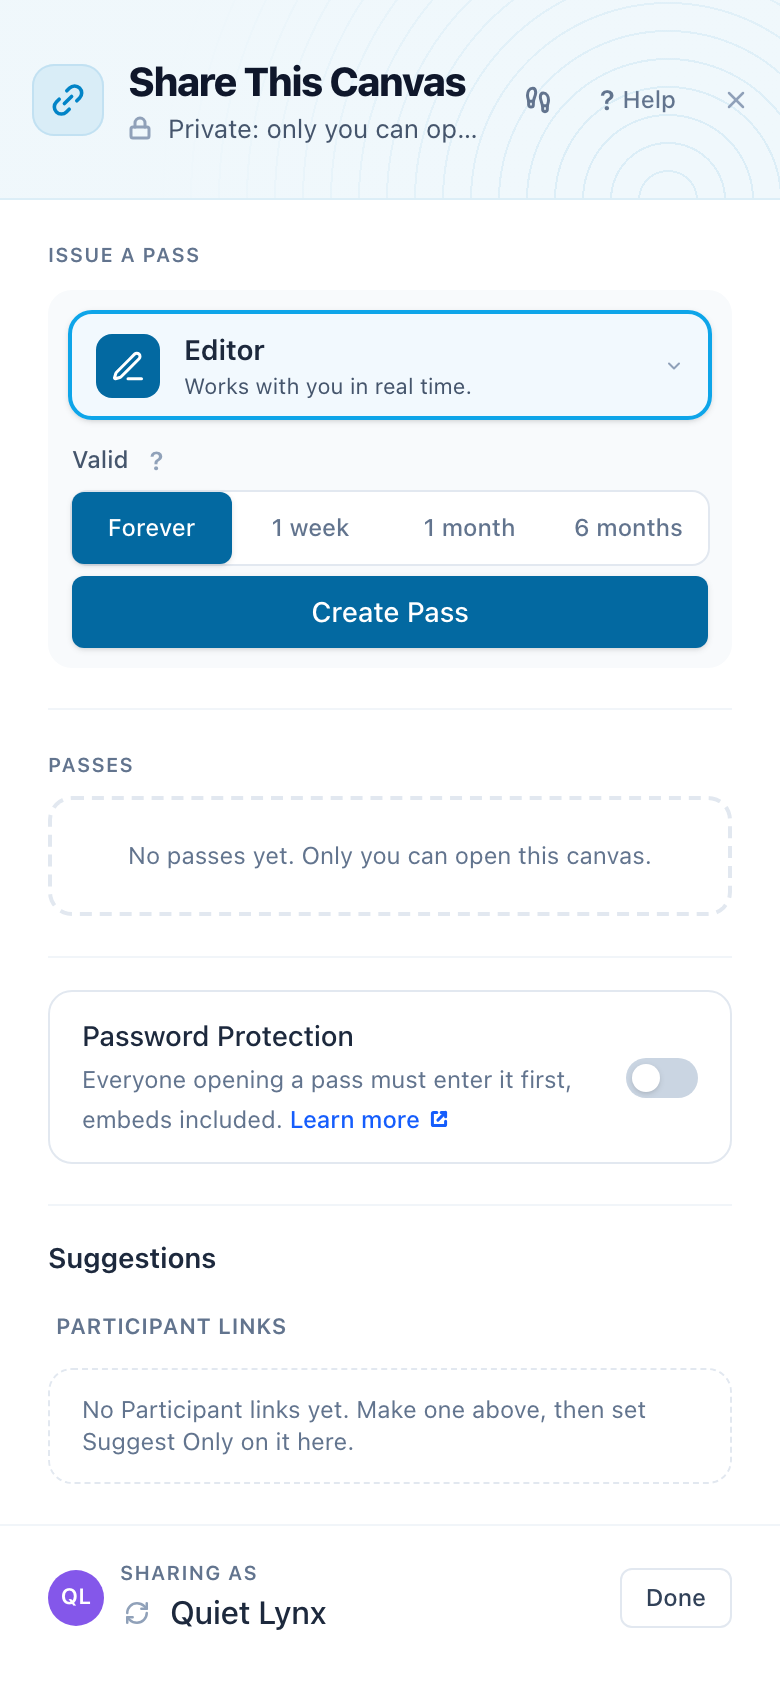 Share This Canvas
? Help
Private: only you can op...
ISSUE A PASS
Editor
Works with you in real time.
Valid ?
Forever 1 week 1 month 6 months
Create Pass
PASSES
No passes yet. Only you can open this canvas.
Password Protection
Everyone opening a pass must enter it first,
embeds included. Learn more
Suggestions
PARTICIPANT LINKS
No Participant links yet. Make one above, then set
Suggest Only on it here.
QL
SHARING AS
Quiet Lynx
Done